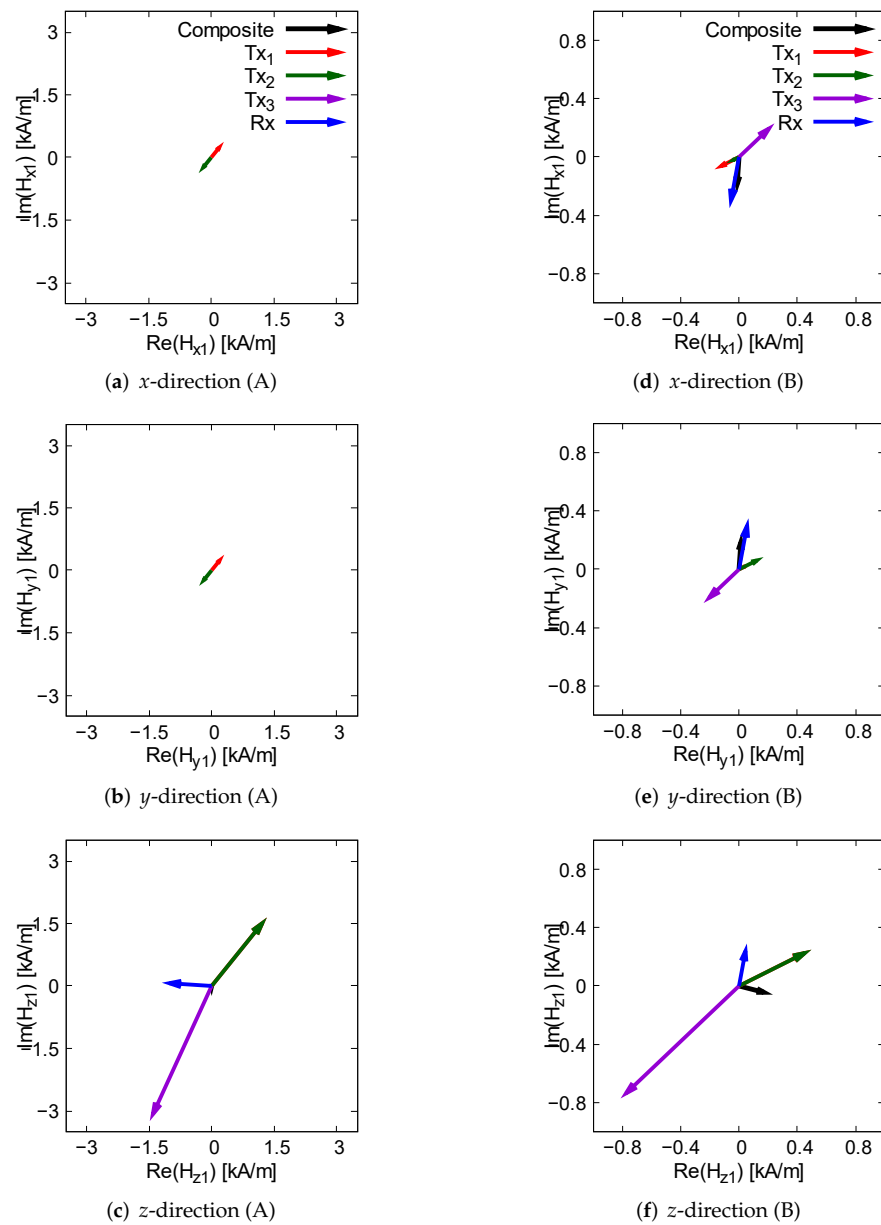 Composite
Tx1
Tx2
Tx3
Rx
3
1.5
0
−1.5
−3
Im(Hx1) [kA/m]
−3 −1.5 0 1.5 3
Re(Hx1) [kA/m]
(a) x-direction (A)
Composite
Tx1
Tx2
Tx3
Rx
0.8
0.4
0
−0.4
−0.8
Im(Hx1) [kA/m]
−0.8 −0.4 0 0.4 0.8
Re(Hx1) [kA/m]
(d) x-direction (B)
3
1.5
0
−1.5
−3
Im(Hy1) [kA/m]
−3 −1.5 0 1.5 3
Re(Hy1) [kA/m]
(b) y-direction (A)
0.8
0.4
0
−0.4
−0.8
Im(Hy1) [kA/m]
−0.8 −0.4 0 0.4 0.8
Re(Hy1) [kA/m]
(e) y-direction (B)
3
1.5
0
−1.5
−3
Im(Hz1) [kA/m]
−3 −1.5 0 1.5 3
Re(Hz1) [kA/m]
(c) z-direction (A)
0.8
0.4
0
−0.4
−0.8
Im(Hz1) [kA/m]
−0.8 −0.4 0 0.4 0.8
Re(Hz1) [kA/m]
(f) z-direction (B)